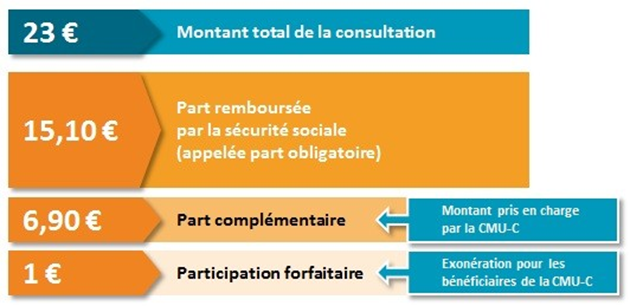 23 € Montant total de la consultation
15,10 € Part remboursée
par la sécurité sociale
(appelée part obligatoire)
6,90 € Part complémentaire Montant pris en charge
par la CMU-C
1 € Participation forfaitaire Exonération pour les
bénéficiaires de la CMU-C